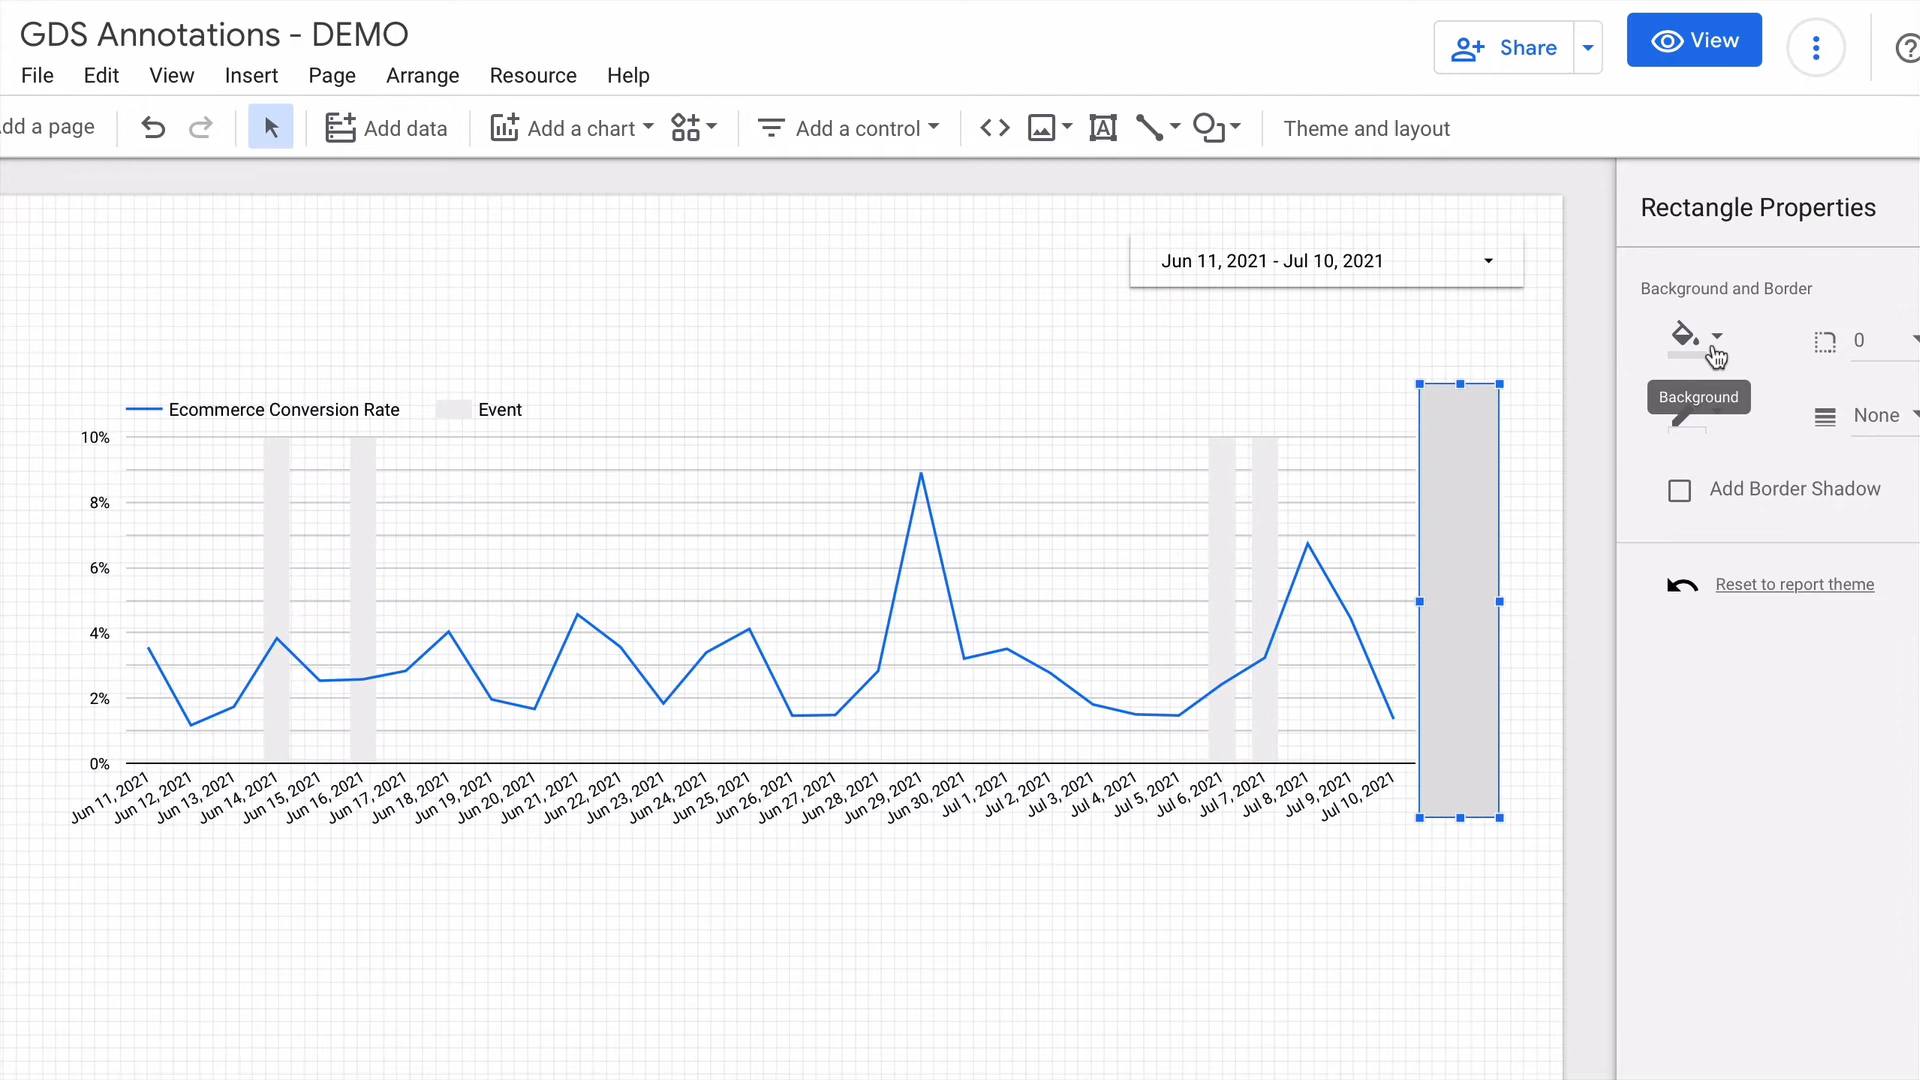 GDS Annotations - DEMO
File Edit View Insert Page Arrange Resource Help
Share
View
dd a page
Add data
Add a chart
Add a control
Theme and layout
Rectangle Properties
Jun 11, 2021 - Jul 10, 2021
Background and Border
0
Background
None
Add Border Shadow
Reset to report theme
Ecommerce Conversion Rate
Event
10%
8%
6%
4%
2%
0%
Jun 11, 2021
Jun 12, 2021
Jun 13, 2021
Jun 14, 2021
Jun 15, 2021
Jun 16, 2021
Jun 17, 2021
Jun 18, 2021
Jun 19, 2021
Jun 20, 2021
Jun 21, 2021
Jun 22, 2021
Jun 23, 2021
Jun 24, 2021
Jun 25, 2021
Jun 26, 2021
Jun 27, 2021
Jun 28, 2021
Jun 29, 2021
Jun 30, 2021
Jul 1, 2021
Jul 2, 2021
Jul 3, 2021
Jul 4, 2021
Jul 5, 2021
Jul 6, 2021
Jul 7, 2021
Jul 8, 2021
Jul 9, 2021
Jul 10, 2021